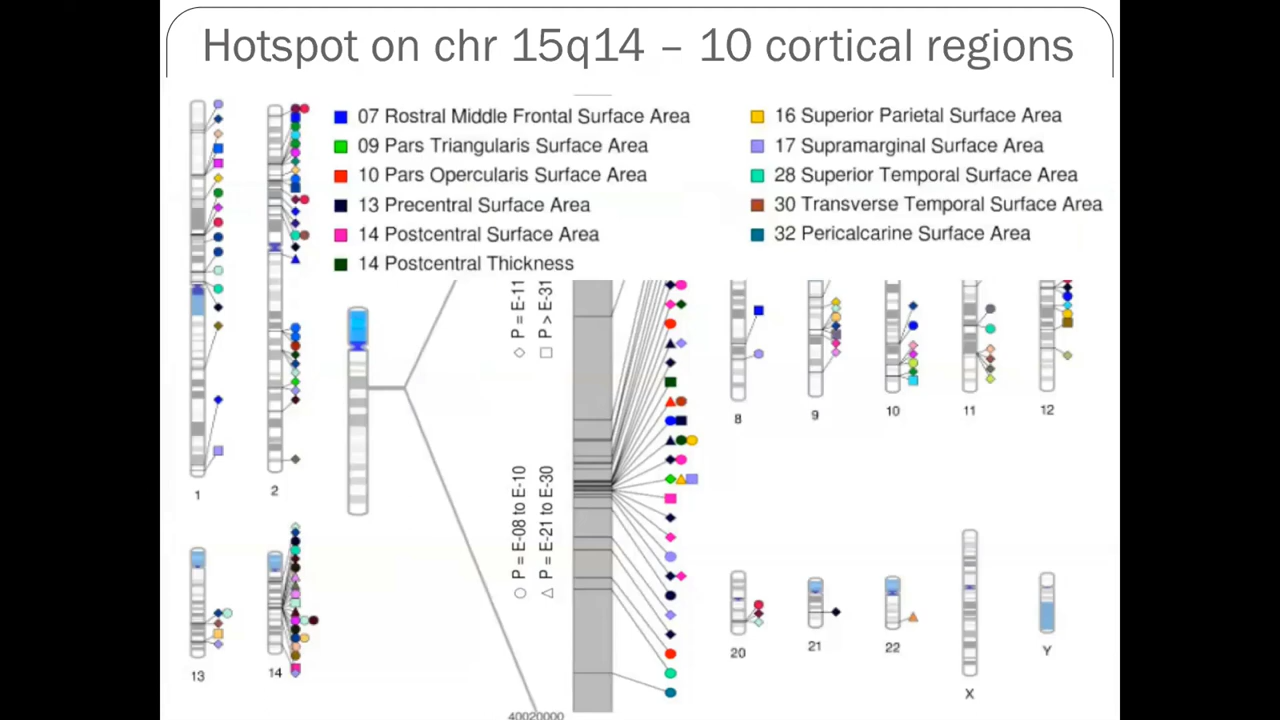 Hotspot on chr 15q14 – 10 cortical regions
07 Rostral Middle Frontal Surface Area
09 Pars Triangularis Surface Area
10 Pars Opercularis Surface Area
13 Precentral Surface Area
14 Postcentral Surface Area
14 Postcentral Thickness
16 Superior Parietal Surface Area
17 Supramarginal Surface Area
28 Superior Temporal Surface Area
30 Transverse Temporal Surface Area
32 Pericalcarine Surface Area
P = E-11
P > E-31
P = E-08 to E-10
P = E-21 to E-30
1
2
8
9
10
11
12
13
14
20
21
22
X
Y
40020000